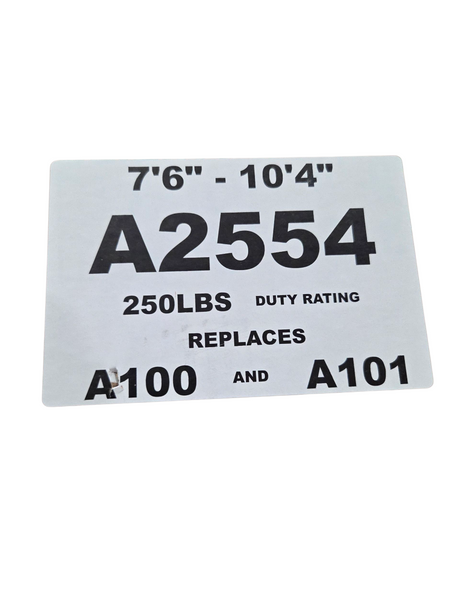 7'6" - 10'4"
A2554
250LBS DUTY RATING
REPLACES
A100 AND A101